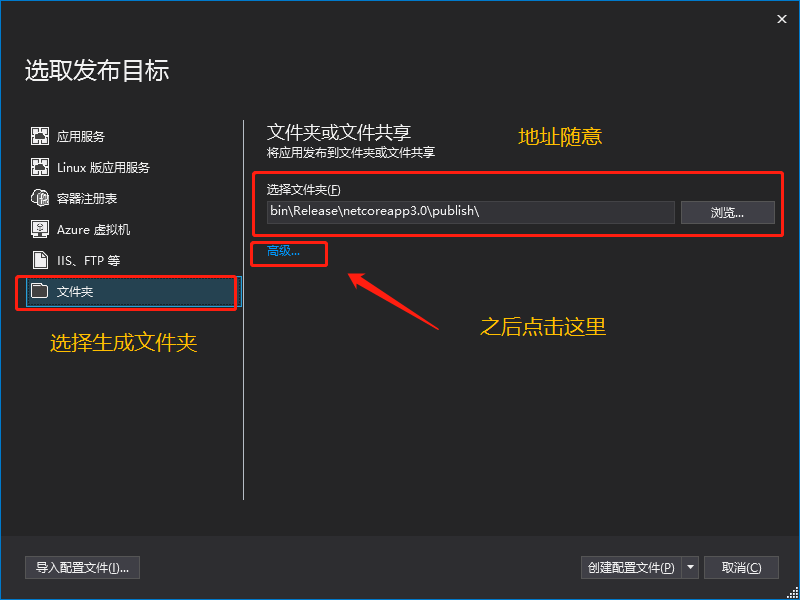 选取发布目标
应用服务
Linux 版应用服务
容器注册表
Azure 虚拟机
IIS、FTP 等
文件夹
选择生成文件夹
文件夹或文件共享
将应用发布到文件夹或文件共享
地址随意
选择文件夹(F)
bin\Release\netcoreapp3.0\publish\
浏览...
高级...
之后点击这里
导入配置文件(I)...
创建配置文件(P)
取消(C)